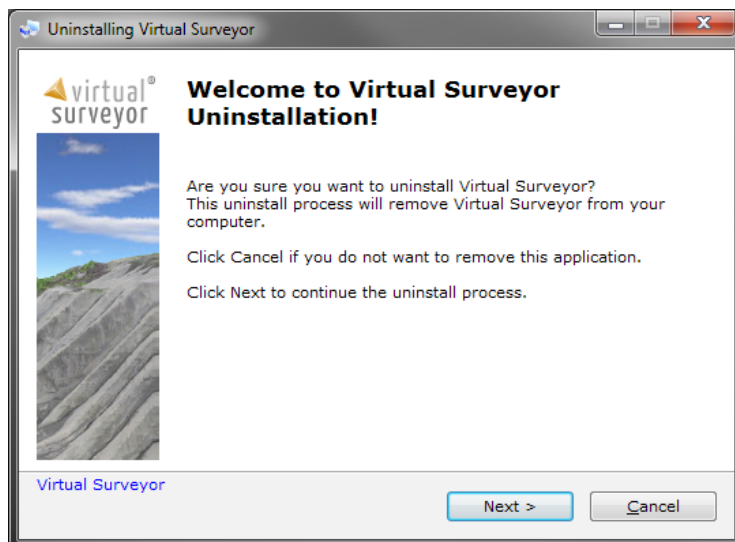 Uninstalling Virtual Surveyor
virtual®
surveyor
Welcome to Virtual Surveyor
Uninstallation!
Are you sure you want to uninstall Virtual Surveyor?
This uninstall process will remove Virtual Surveyor from your
computer.
Click Cancel if you do not want to remove this application.
Click Next to continue the uninstall process.
Virtual Surveyor
Next >
Cancel